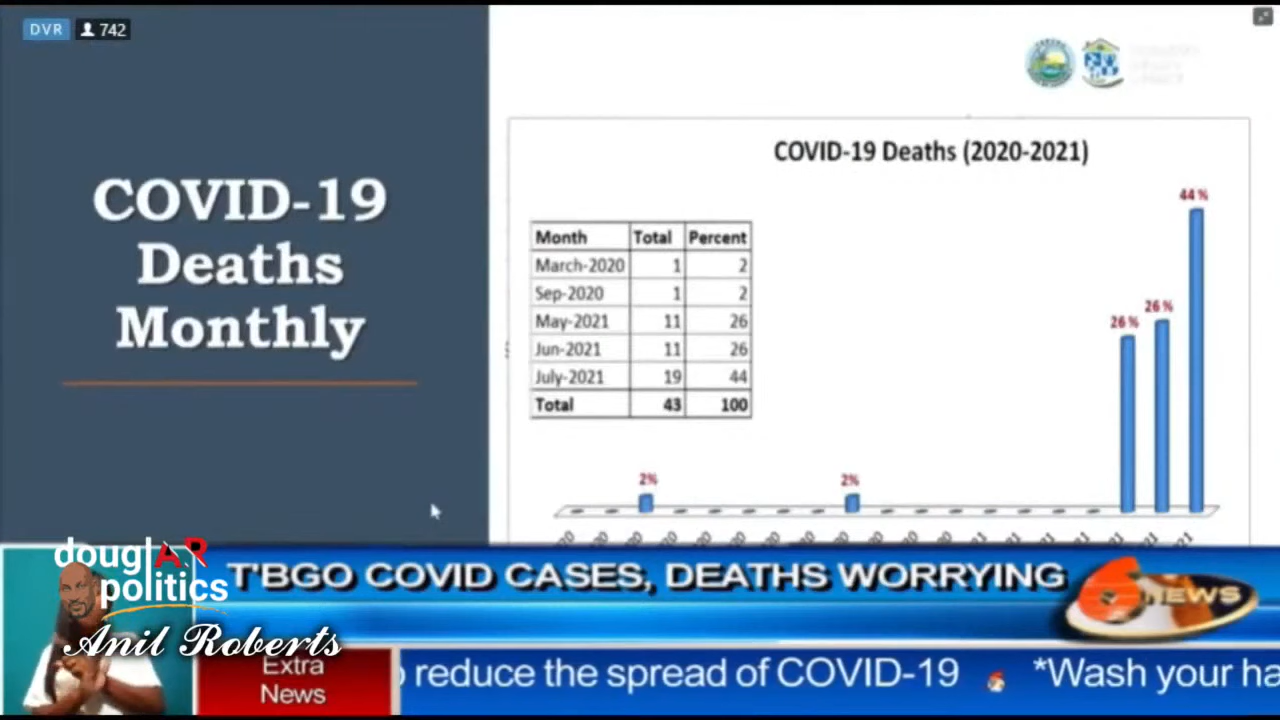 DVR 742
COVID-19
Deaths
Monthly
COVID-19 Deaths (2020-2021)
Month Total Percent
March-2020 1 2
Sep-2020 1 2
May-2021 11 26
Jun-2021 11 26
July-2021 19 44
Total 43 100
2%
2%
26%
26%
44%
douglAR
politics
Anil Roberts
T'BGO COVID CASES, DEATHS WORRYING
6 NEWS
Extra
News
reduce the spread of COVID-19 *Wash your ha